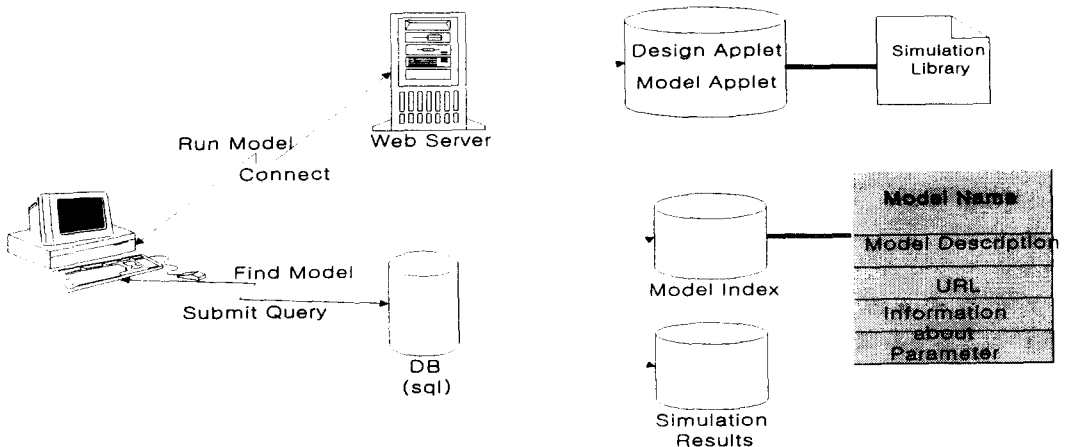 Design Applet
Model Applet
Simulation
Library
Run Model
Web Server
Connect
Model Name
Model Description
Find Model
Submit Query
Model Index
URL
Information
about
Parameter
DB
(sql)
Simulation
Results